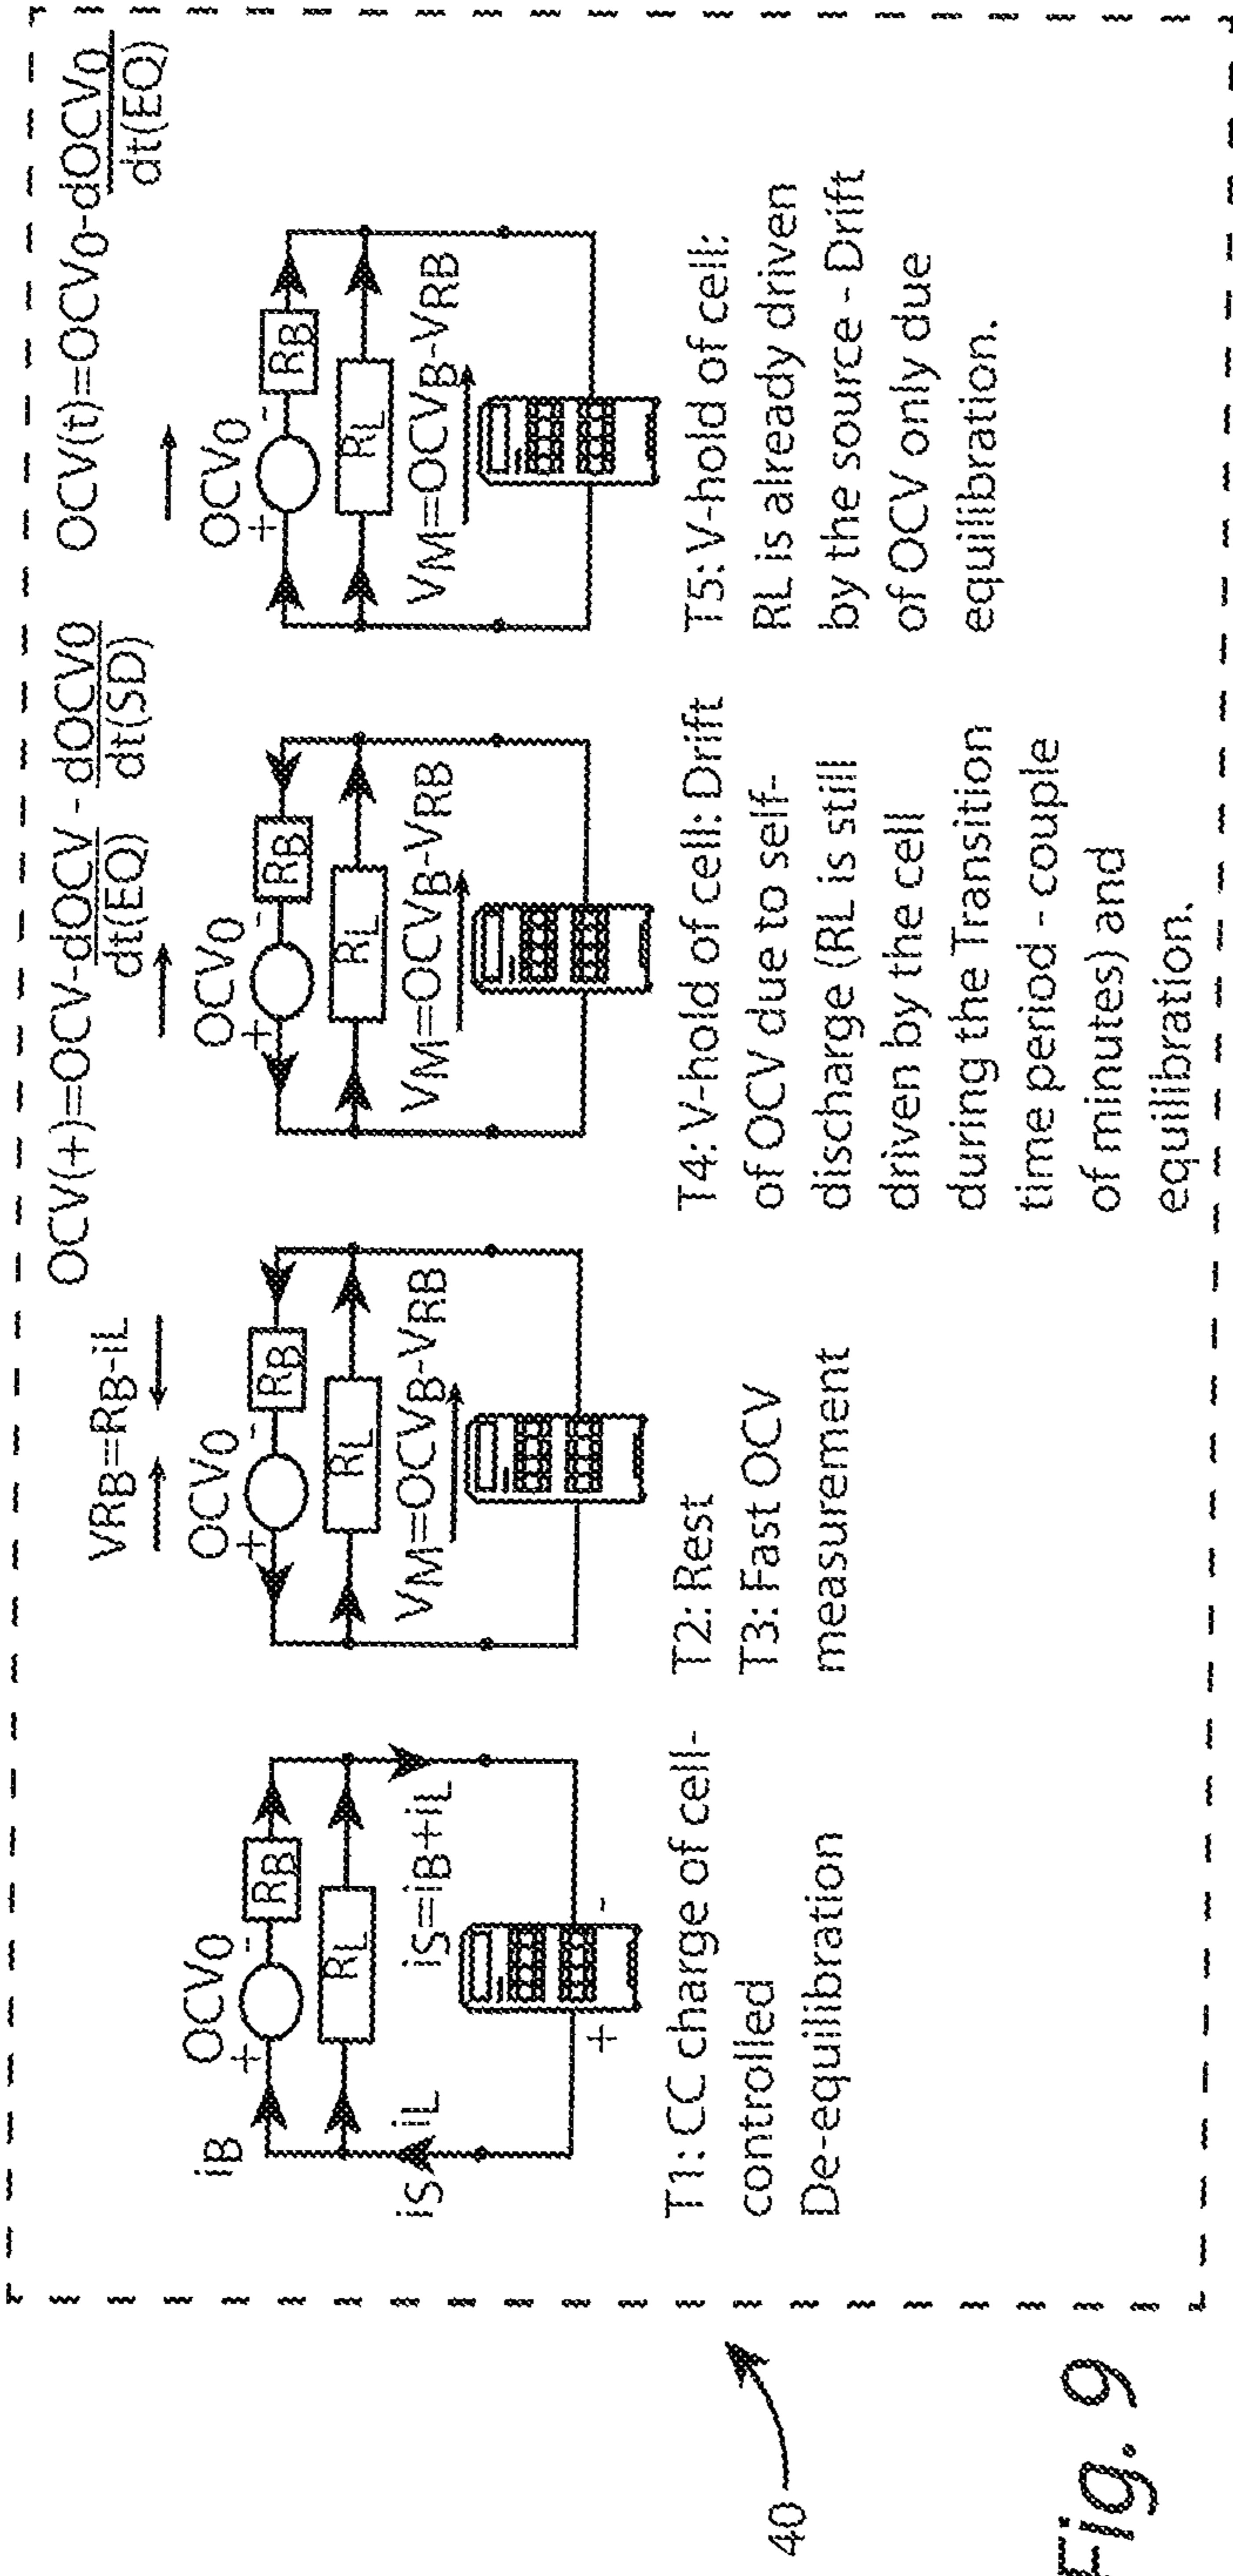 VRB=RB-iL
OCV(+)=OCV-dOCV - dOCV0
dt(EQ) dt(SD)
OCV(t)=OCV0-dOCV0
dt(EQ)
iB
OCV0
+ -
RB
RL
iS
iL
iS=iB+iL
+ -
T1: CC charge of cell-
controlled
De-equilibration
OCV0
+ -
RB
RL
VM=OCVB-VRB
T2: Rest
T3: Fast OCV
measurement
OCV0
+ -
RB
RL
VM=OCVB-VRB
T4: V-hold of cell: Drift
of OCV due to self-
discharge (RL is still
driven by the cell
during the Transition
time period - couple
of minutes) and
equilibration.
OCV0
+ -
RB
RL
VM=OCVB-VRB
T5: V-hold of cell:
RL is already driven
by the source - Drift
of OCV only due
equilibration.
40
Fig. 9